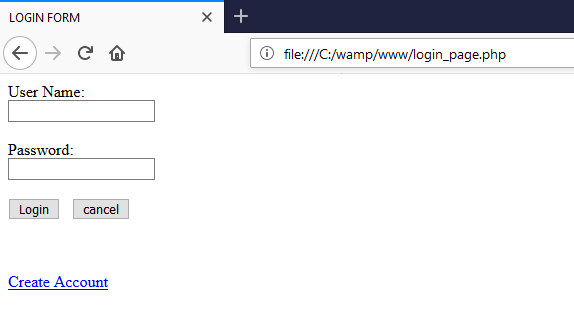 LOGIN FORM
file:///C:/wamp/www/login_page.php
User Name:
Password:
Login cancel
Create Account